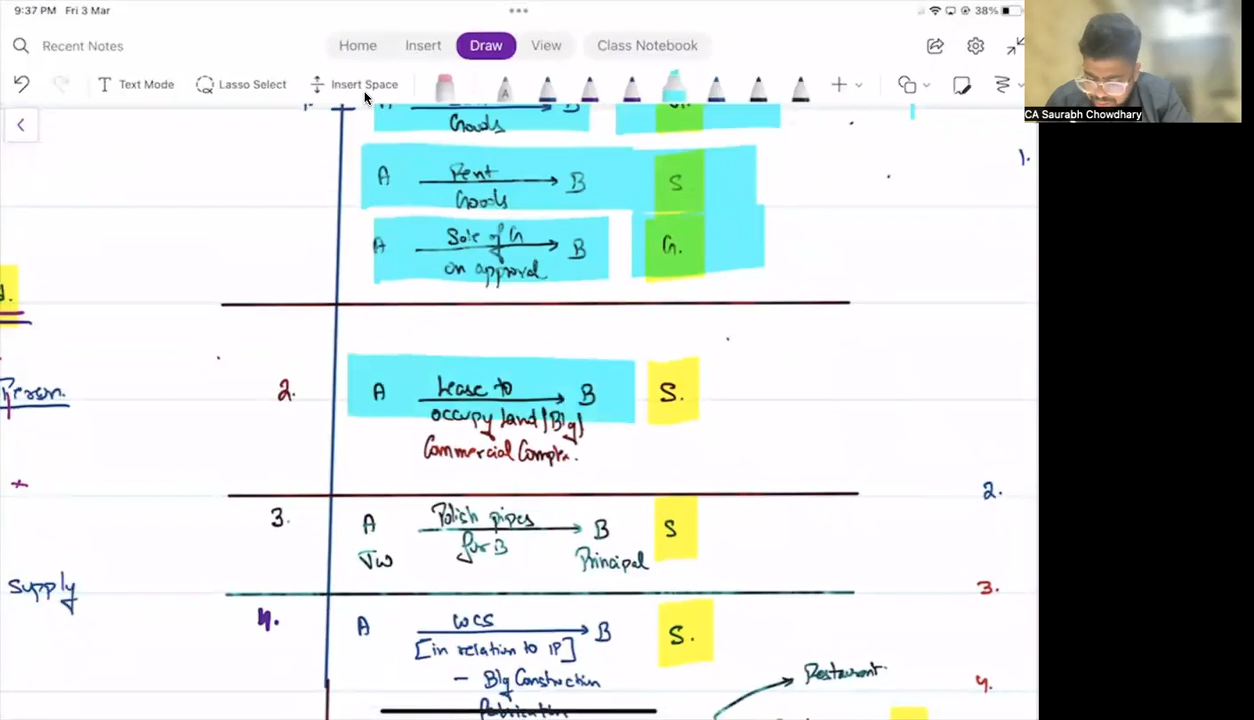 9:37 PM Fri 3 Mar
38%
Recent Notes
Home Insert Draw View Class Notebook
Text Mode Lasso Select Insert Space
CA Saurabh Chowdhary
Goods
A Rent B S
Goods
A Sale of G B G.
on approval
1.
d.
Person.
2. A Lease to B S.
occupy land/Blg/
Commercial Complex.
3. A Polish pipes B S
for B
JW Principal
2.
Supply
3.
4. A WCS B S.
[in relation to IP]
- Blg Construction
Fabrication
Restaurant.
4.